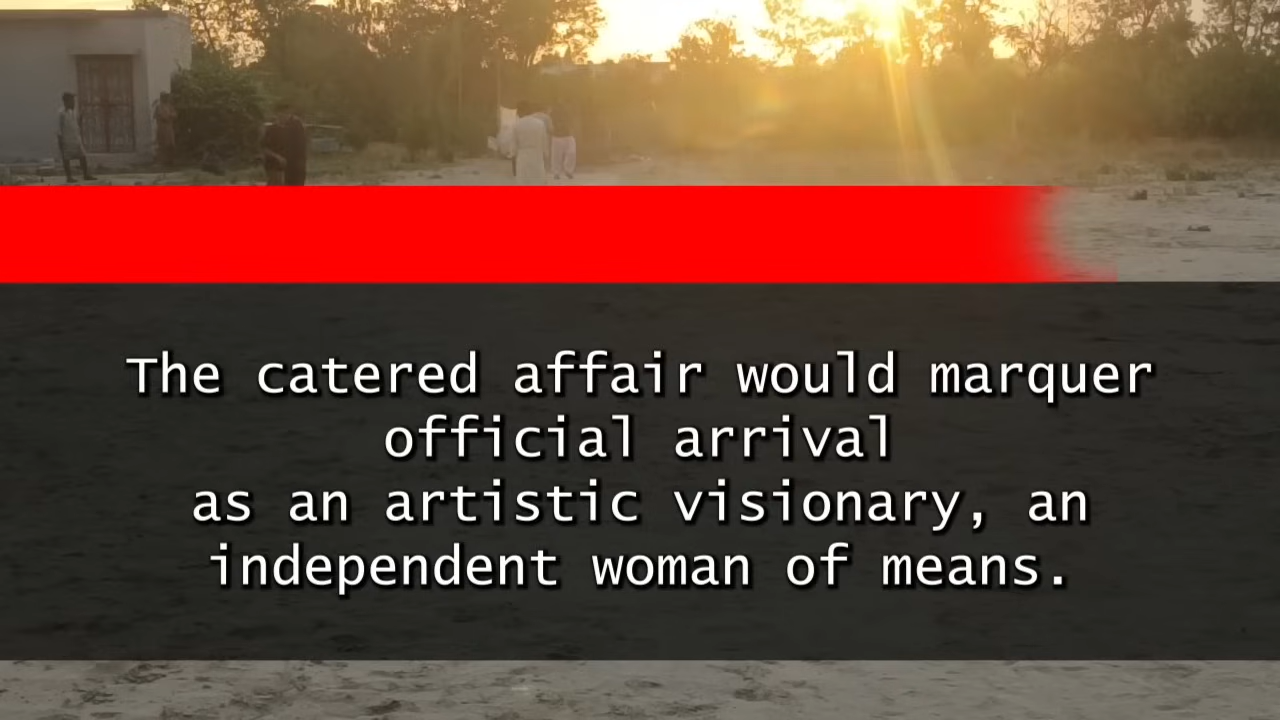 The catered affair would marquer
official arrival
as an artistic visionary, an
independent woman of means.